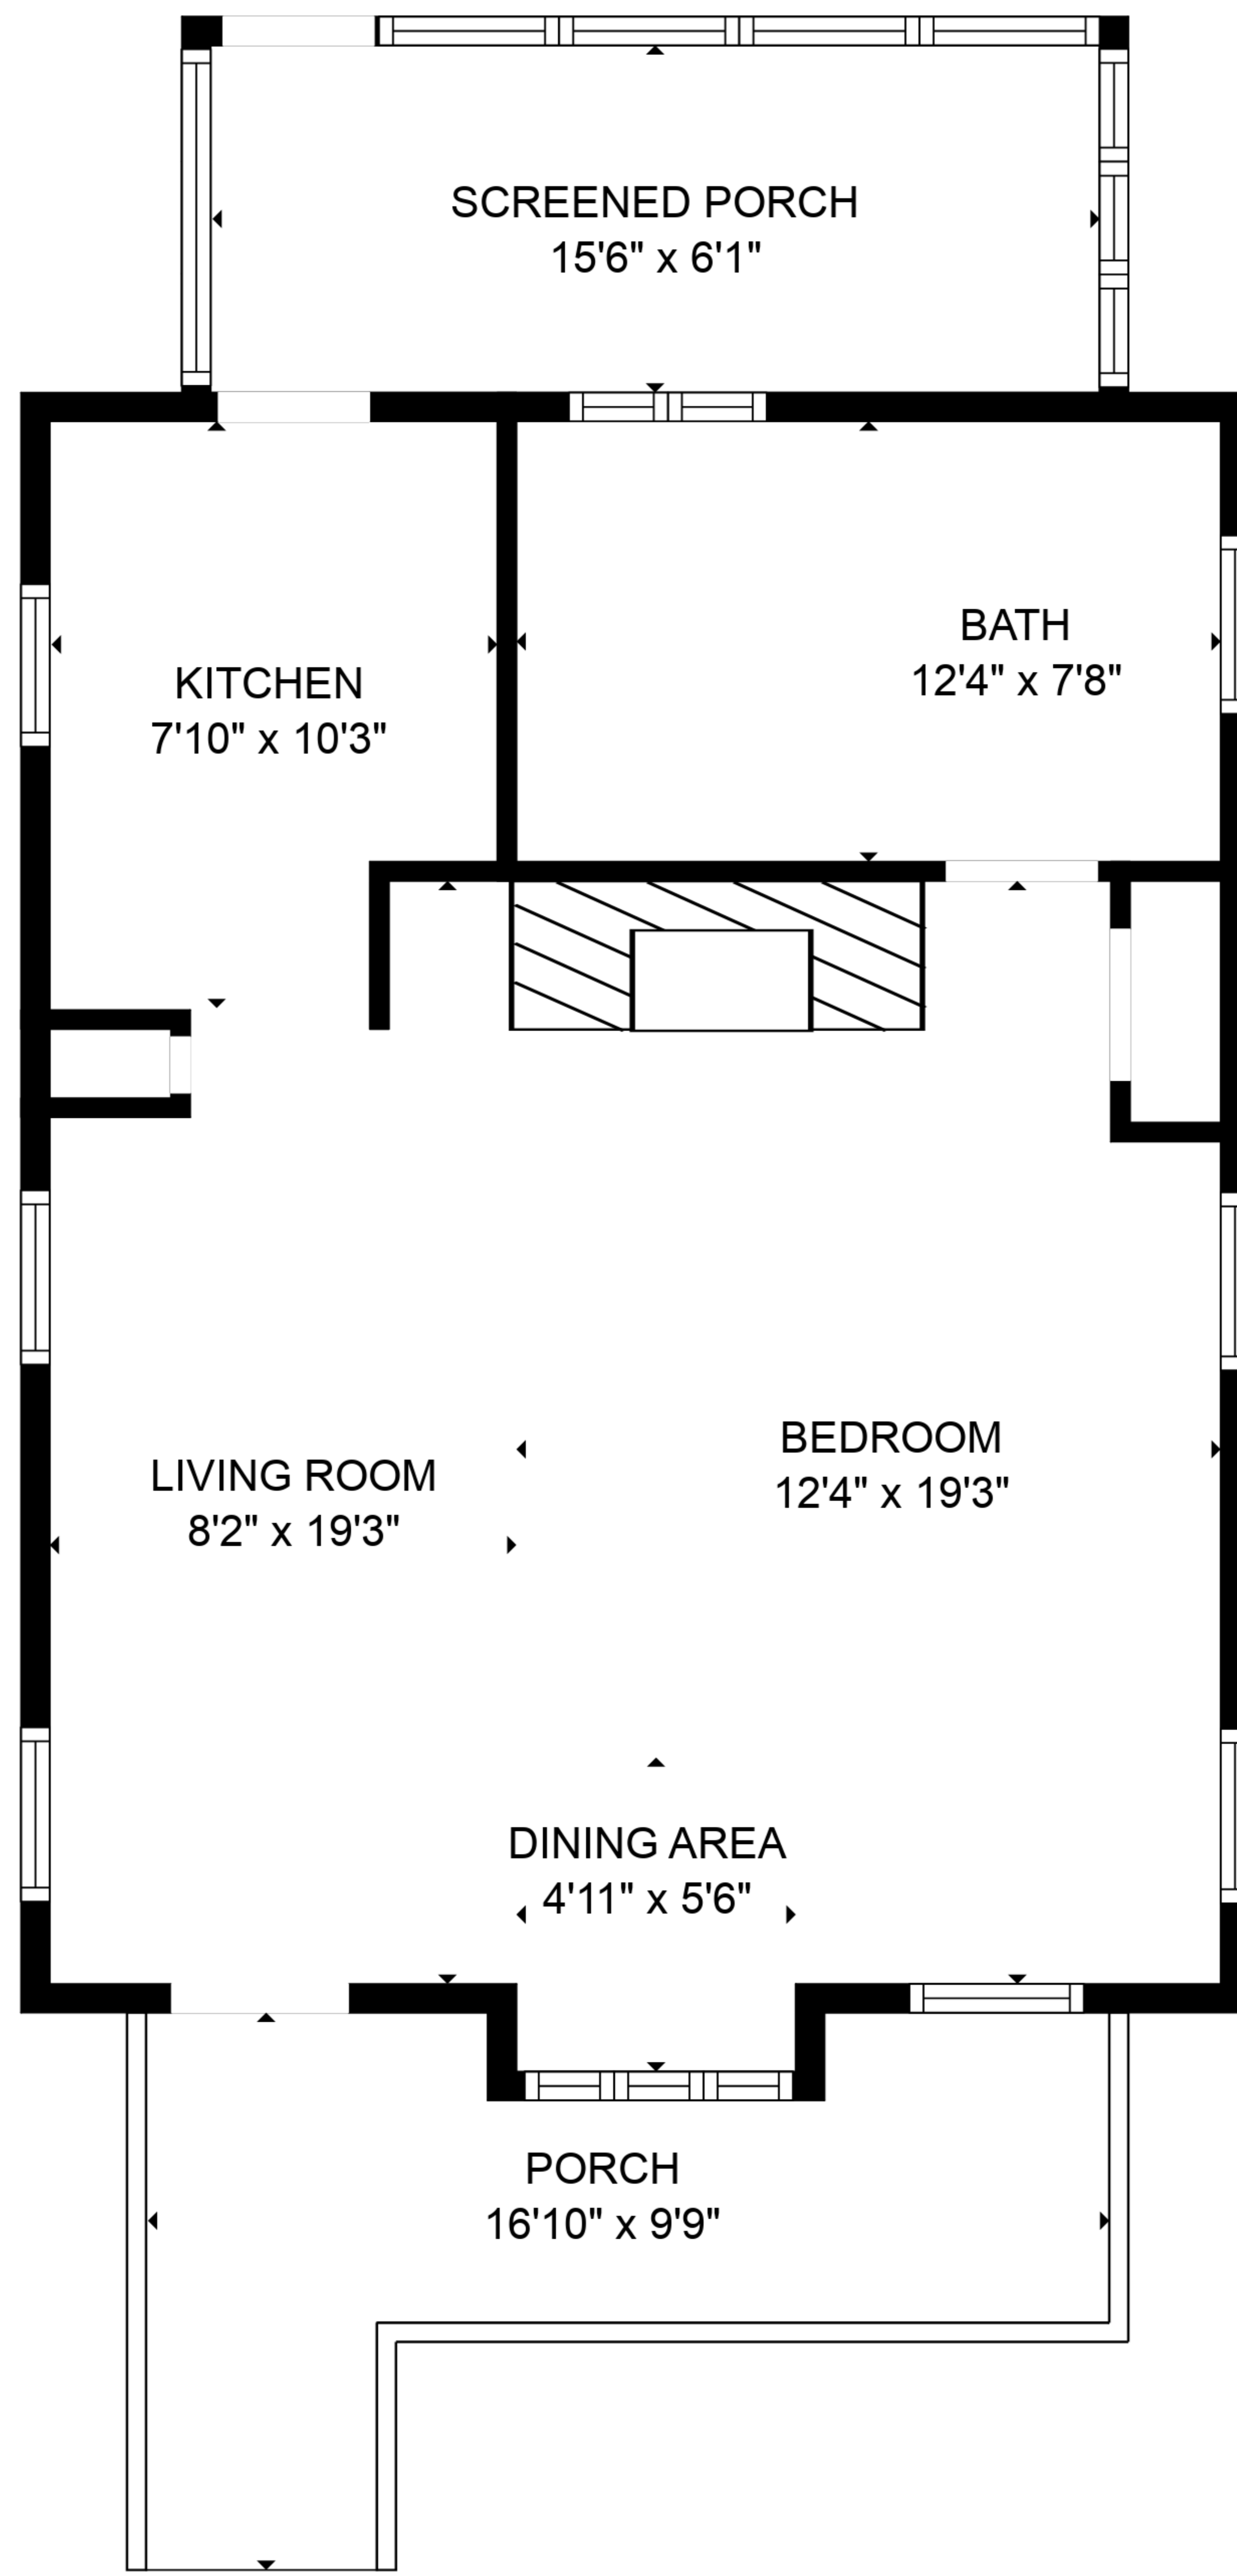 SCREENED PORCH
15'6" x 6'1"
BATH
12'4" x 7'8"
KITCHEN
7'10" x 10'3"
BEDROOM
12'4" x 19'3"
LIVING ROOM
8'2" x 19'3"
DINING AREA
4'11" x 5'6"
PORCH
16'10" x 9'9"